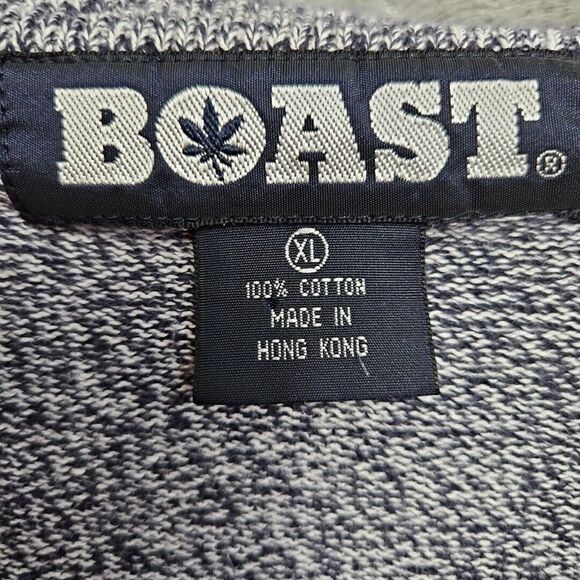 BOAST®
XL
100% COTTON
MADE IN
HONG KONG